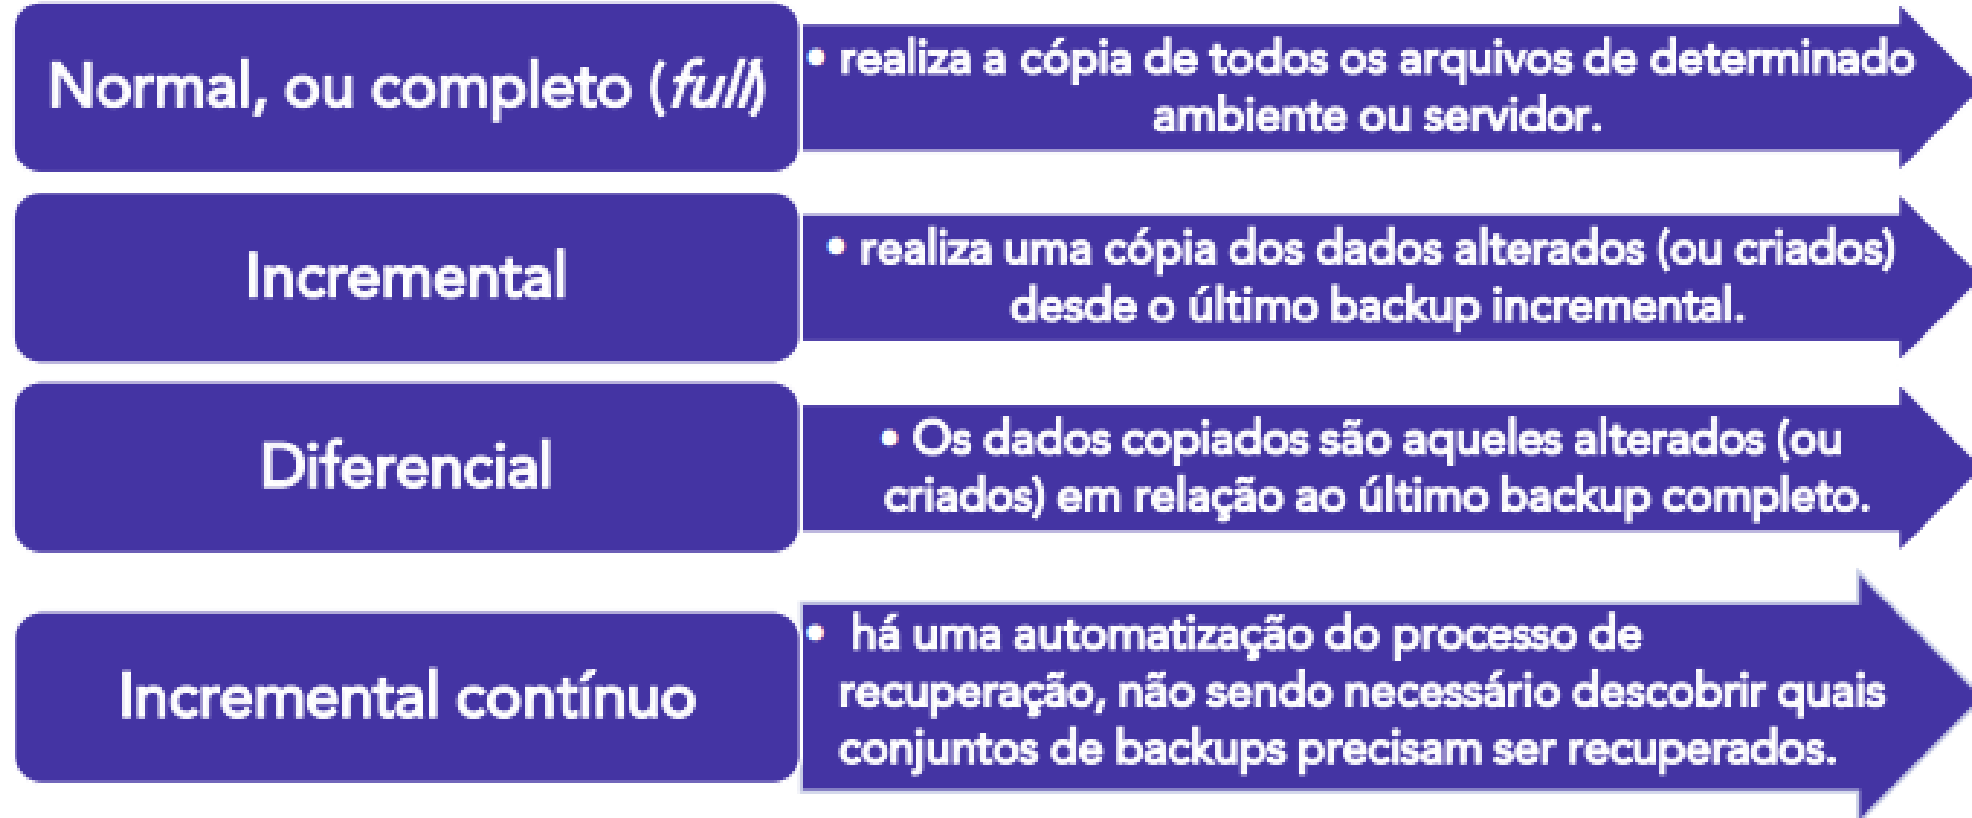 Normal, ou completo (full)
• realiza a cópia de todos os arquivos de determinado
ambiente ou servidor.
Incremental
• realiza uma cópia dos dados alterados (ou criados)
desde o último backup incremental.
Diferencial
• Os dados copiados são aqueles alterados (ou
criados) em relação ao último backup completo.
Incremental contínuo
• há uma automatização do processo de
recuperação, não sendo necessário descobrir quais
conjuntos de backups precisam ser recuperados.